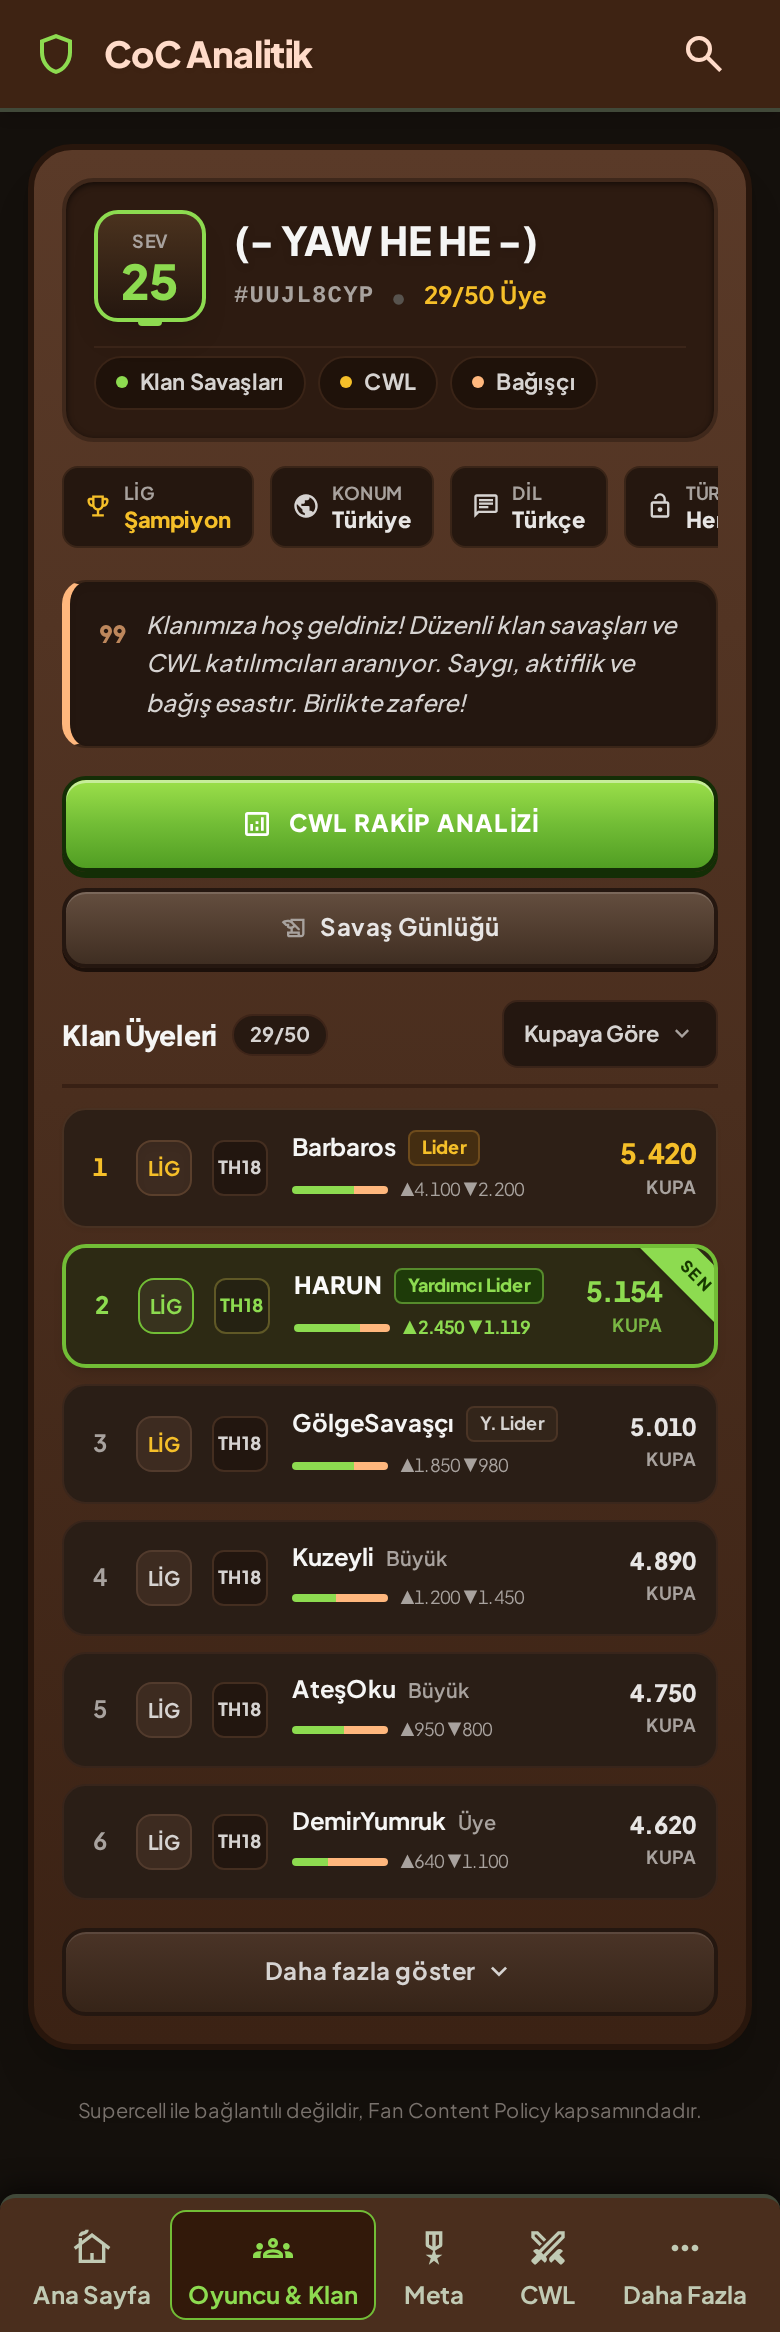 CoC Analitik
SEV
25
(- YAW HE HE -)
#UUJL8CYP ● 29/50 Üye
Klan Savaşları
CWL
Bağışçı
LİG
Şampiyon
KONUM
Türkiye
DİL
Türkçe
TÜR
Her
Klanımıza hoş geldiniz! Düzenli klan savaşları ve
CWL katılımcıları aranıyor. Saygı, aktiflik ve
bağış esastır. Birlikte zafere!
CWL RAKİP ANALİZİ
Savaş Günlüğü
Klan Üyeleri 29/50 Kupaya Göre
1 LİG TH18 Barbaros Lider 5.420
▲4.100 ▼2.200 KUPA
2 LİG TH18 HARUN Yardımcı Lider 5.154 SEN
▲2.450 ▼1.119 KUPA
3 LİG TH18 GölgeSavaşçı Y. Lider 5.010
▲1.850 ▼980 KUPA
4 LİG TH18 Kuzeyli Büyük 4.890
▲1.200 ▼1.450 KUPA
5 LİG TH18 AteşOku Büyük 4.750
▲950 ▼800 KUPA
6 LİG TH18 DemirYumruk Üye 4.620
▲640 ▼1.100 KUPA
Daha fazla göster
Supercell ile bağlantılı değildir, Fan Content Policy kapsamındadır.
Ana Sayfa Oyuncu & Klan Meta CWL Daha Fazla